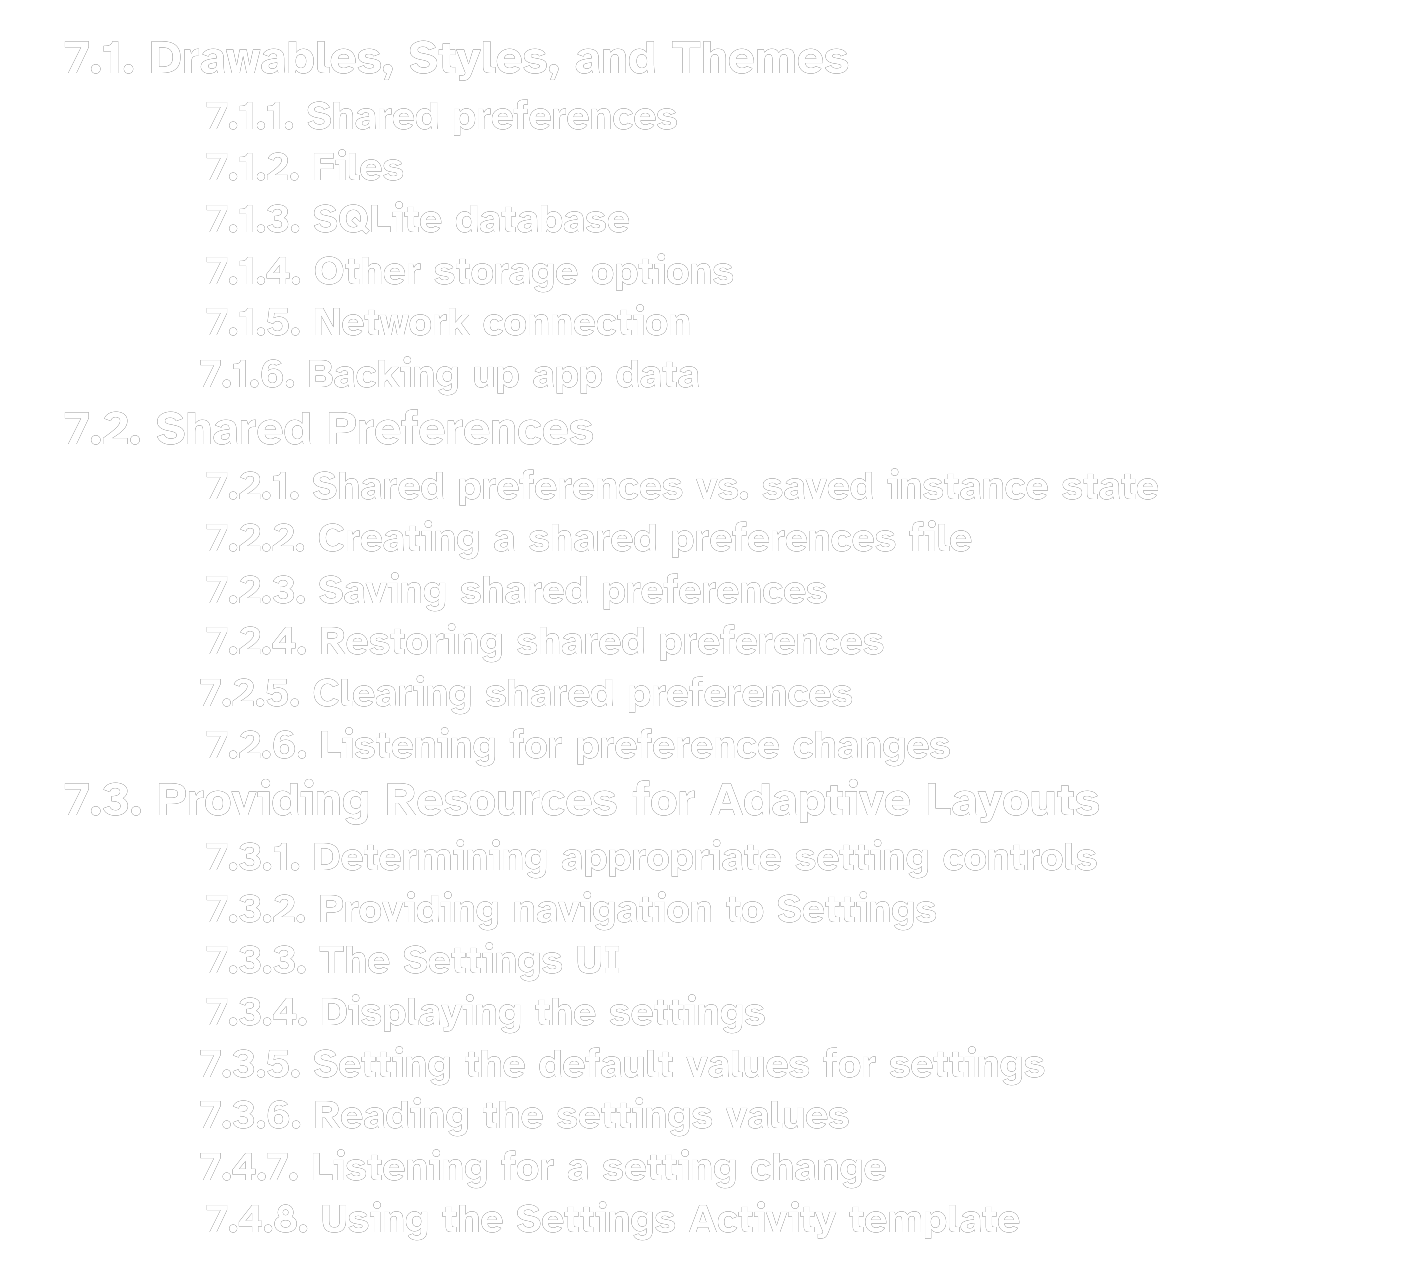 7.1. Drawables, Styles, and Themes
7.1.1. Shared preferences
7.1.2. Files
7.1.3. SQLite database
7.1.4. Other storage options
7.1.5. Network connection
7.1.6. Backing up app data
7.2. Shared Preferences
7.2.1. Shared preferences vs. saved instance state
7.2.2. Creating a shared preferences file
7.2.3. Saving shared preferences
7.2.4. Restoring shared preferences
7.2.5. Clearing shared preferences
7.2.6. Listening for preference changes
7.3. Providing Resources for Adaptive Layouts
7.3.1. Determining appropriate setting controls
7.3.2. Providing navigation to Settings
7.3.3. The Settings UI
7.3.4. Displaying the settings
7.3.5. Setting the default values for settings
7.3.6. Reading the settings values
7.4.7. Listening for a setting change
7.4.8. Using the Settings Activity template